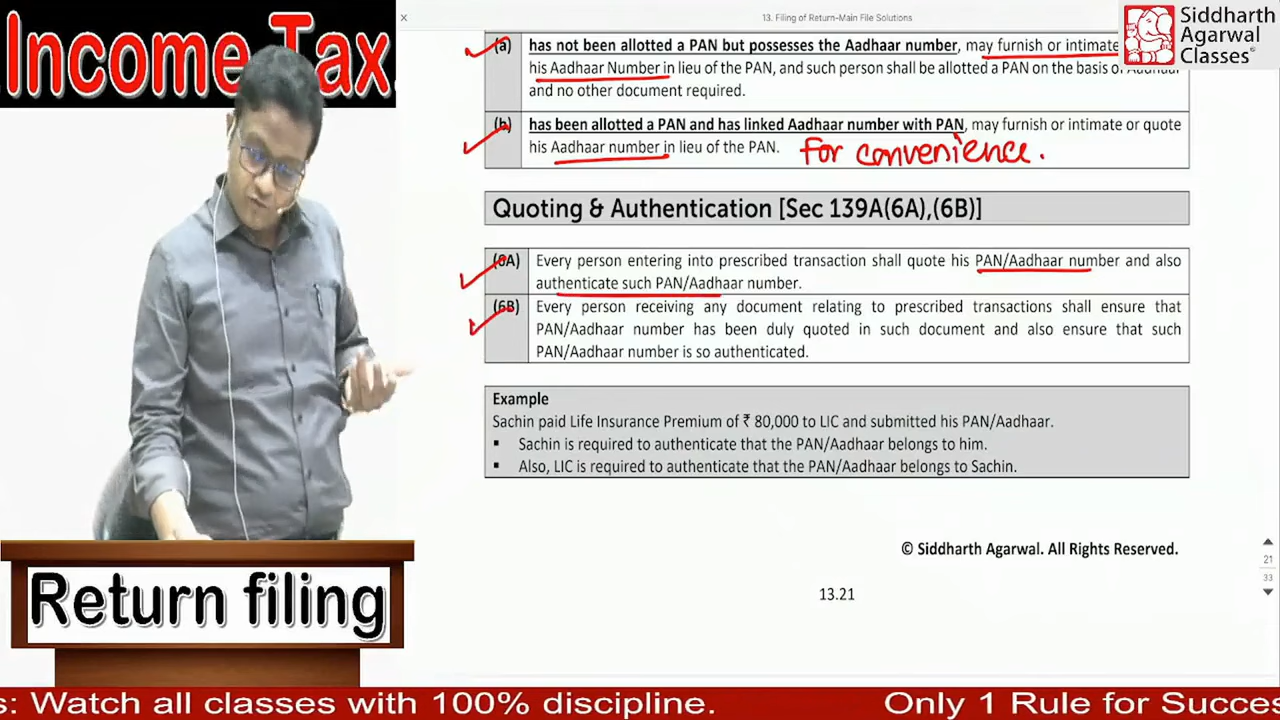 Income Tax.
×
13. Filing of Return-Main File Solutions
Siddharth
Agarwal
Classes®
(a) has not been allotted a PAN but possesses the Aadhaar number, may furnish or intimate
his Aadhaar Number in lieu of the PAN, and such person shall be allotted a PAN on the basis of Aadhaar
and no other document required.
(b) has been allotted a PAN and has linked Aadhaar number with PAN, may furnish or intimate or quote
his Aadhaar number in lieu of the PAN. For convenience.
Quoting & Authentication [Sec 139A(6A),(6B)]
(6A) Every person entering into prescribed transaction shall quote his PAN/Aadhaar number and also
authenticate such PAN/Aadhaar number.
(6B) Every person receiving any document relating to prescribed transactions shall ensure that
PAN/Aadhaar number has been duly quoted in such document and also ensure that such
PAN/Aadhaar number is so authenticated.
Example
Sachin paid Life Insurance Premium of ₹ 80,000 to LIC and submitted his PAN/Aadhaar.
▪ Sachin is required to authenticate that the PAN/Aadhaar belongs to him.
▪ Also, LIC is required to authenticate that the PAN/Aadhaar belongs to Sachin.
© Siddharth Agarwal. All Rights Reserved.
21
33
13.21
Return filing
s: Watch all classes with 100% discipline. Only 1 Rule for Succes